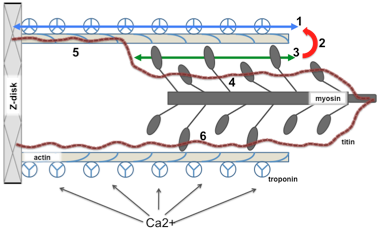 1
2
3
5
4
Z-disk
myosin
6
titin
actin
troponin
Ca2+